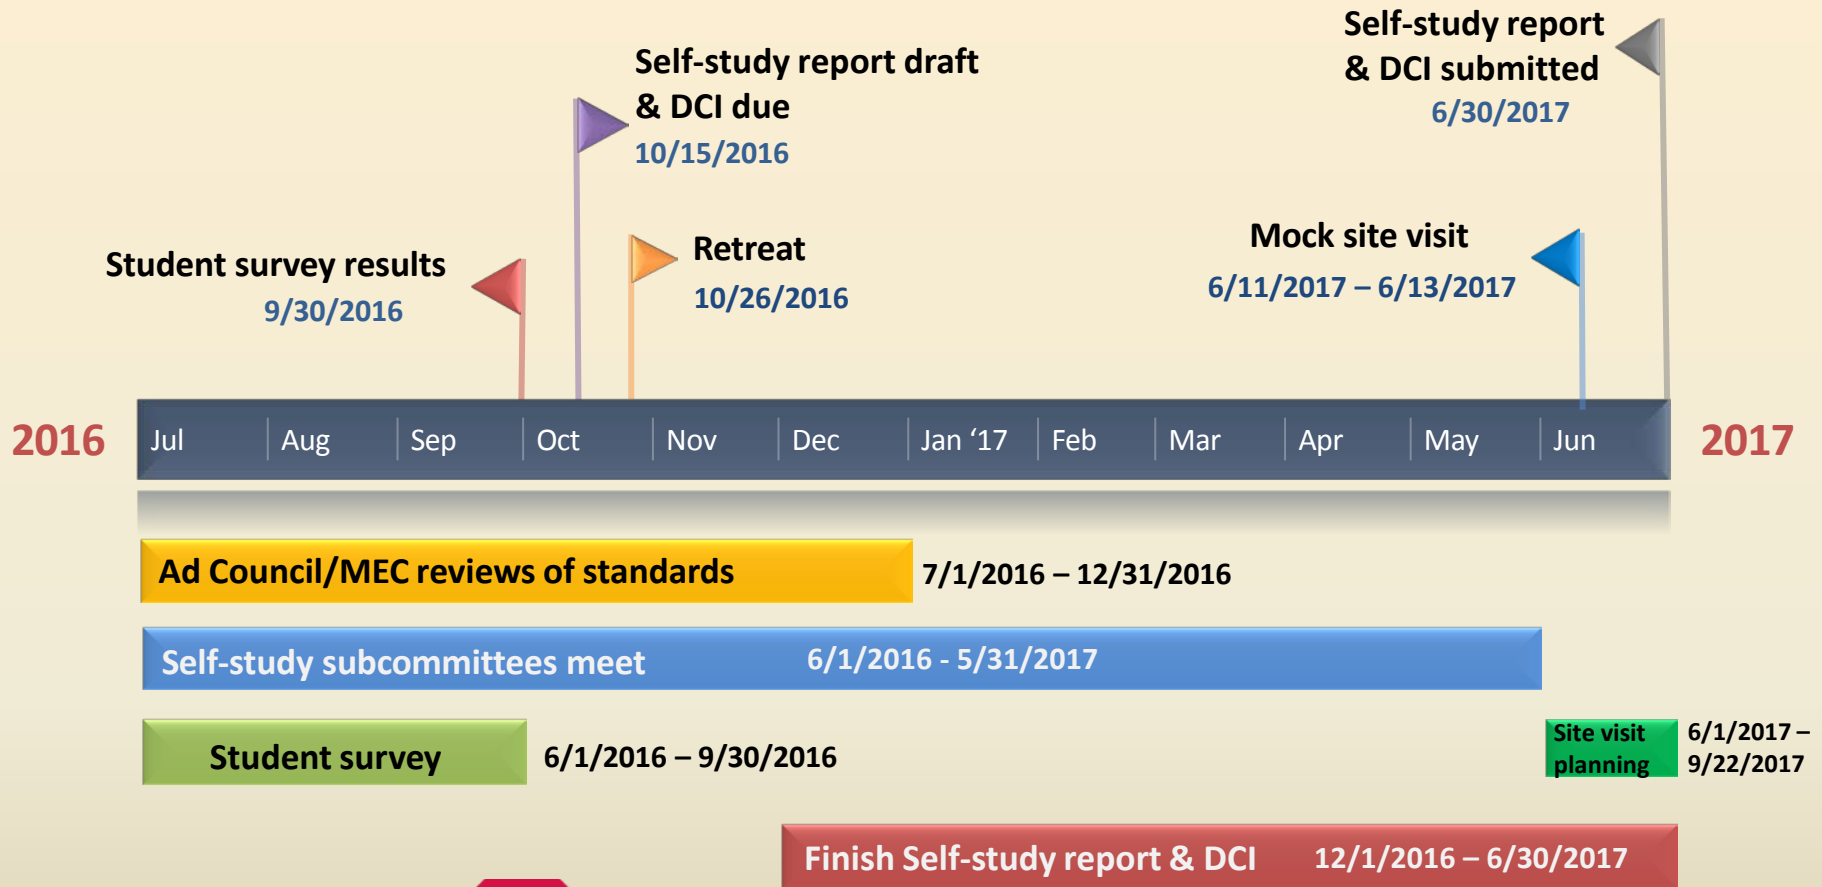 Self-study report
& DCI submitted
6/30/2017
Self-study report draft
& DCI due
10/15/2016
Mock site visit
6/11/2017 – 6/13/2017
Retreat
10/26/2016
Student survey results
9/30/2016
2016 Jul Aug Sep Oct Nov Dec Jan ‘17 Feb Mar Apr May Jun 2017
Ad Council/MEC reviews of standards 7/1/2016 – 12/31/2016
Self-study subcommittees meet 6/1/2016 - 5/31/2017
Student survey 6/1/2016 – 9/30/2016
Site visit
planning
6/1/2017 –
9/22/2017
Finish Self-study report & DCI 12/1/2016 – 6/30/2017